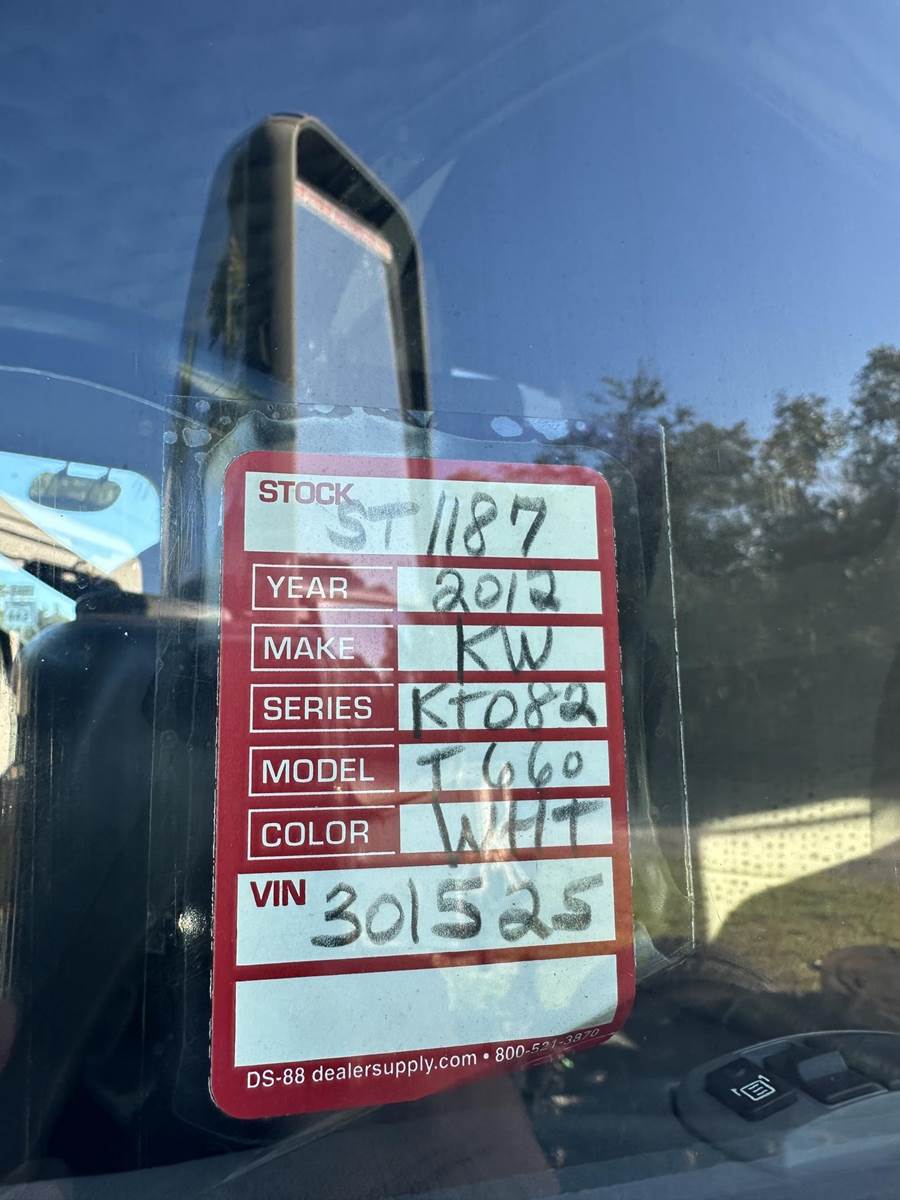 STOCK ST 1187
YEAR 2012
MAKE KW
SERIES KT082
MODEL T660
COLOR WHT
VIN 301525
DS-88 dealersupply.com • 800-521-3870